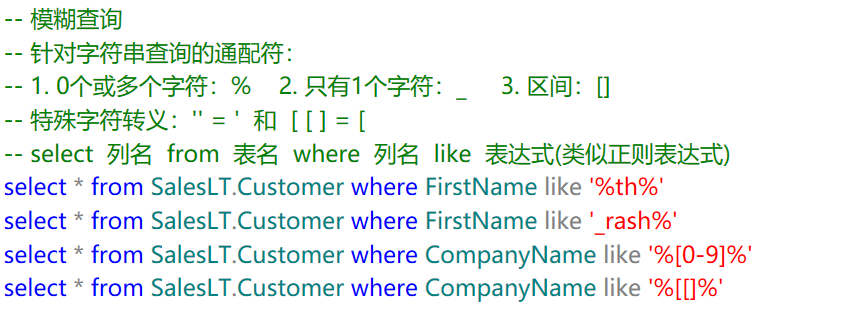 -- 模糊查询
-- 针对字符串查询的通配符：
-- 1. 0个或多个字符：%    2. 只有1个字符：_     3. 区间：[]
-- 特殊字符转义：'' = '  和  [ [ ] = [
-- select  列名  from  表名  where  列名  like  表达式(类似正则表达式)
select * from SalesLT.Customer where FirstName like '%th%'
select * from SalesLT.Customer where FirstName like '_rash%'
select * from SalesLT.Customer where CompanyName like '%[0-9]%'
select * from SalesLT.Customer where CompanyName like '%[[]%'